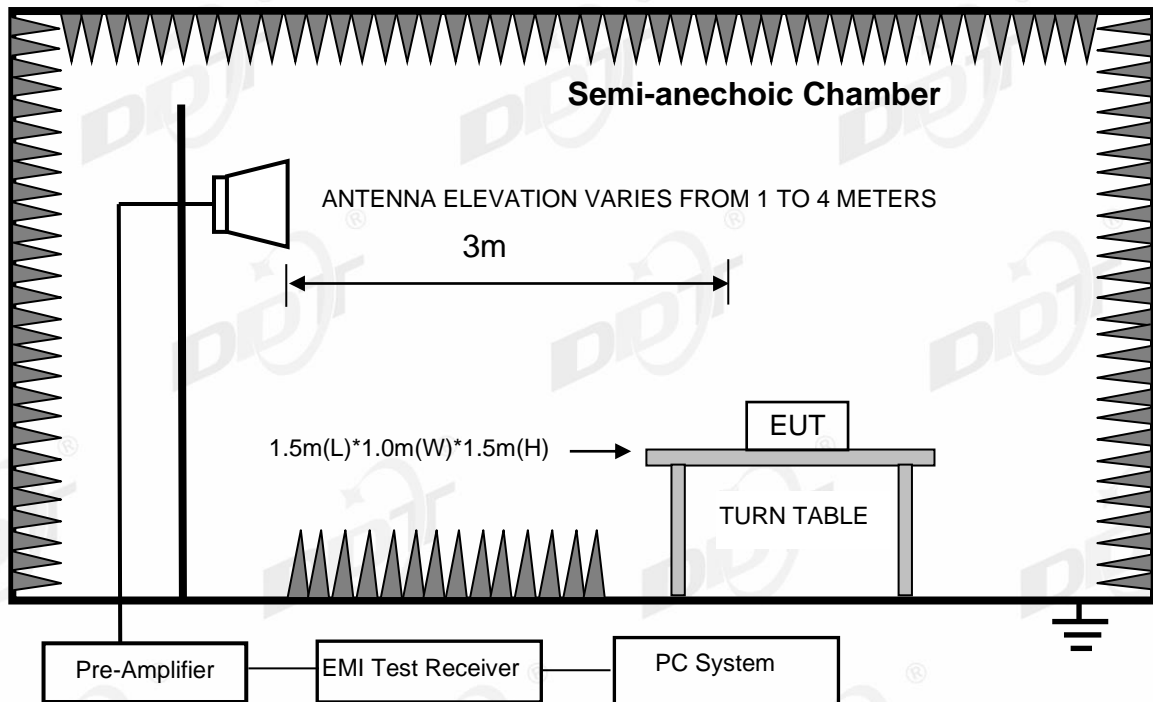 Semi-anechoic Chamber
ANTENNA ELEVATION VARIES FROM 1 TO 4 METERS
3m
EUT
1.5m(L)*1.0m(W)*1.5m(H)
TURN TABLE
Pre-Amplifier
EMI Test Receiver
PC System
DDT
®